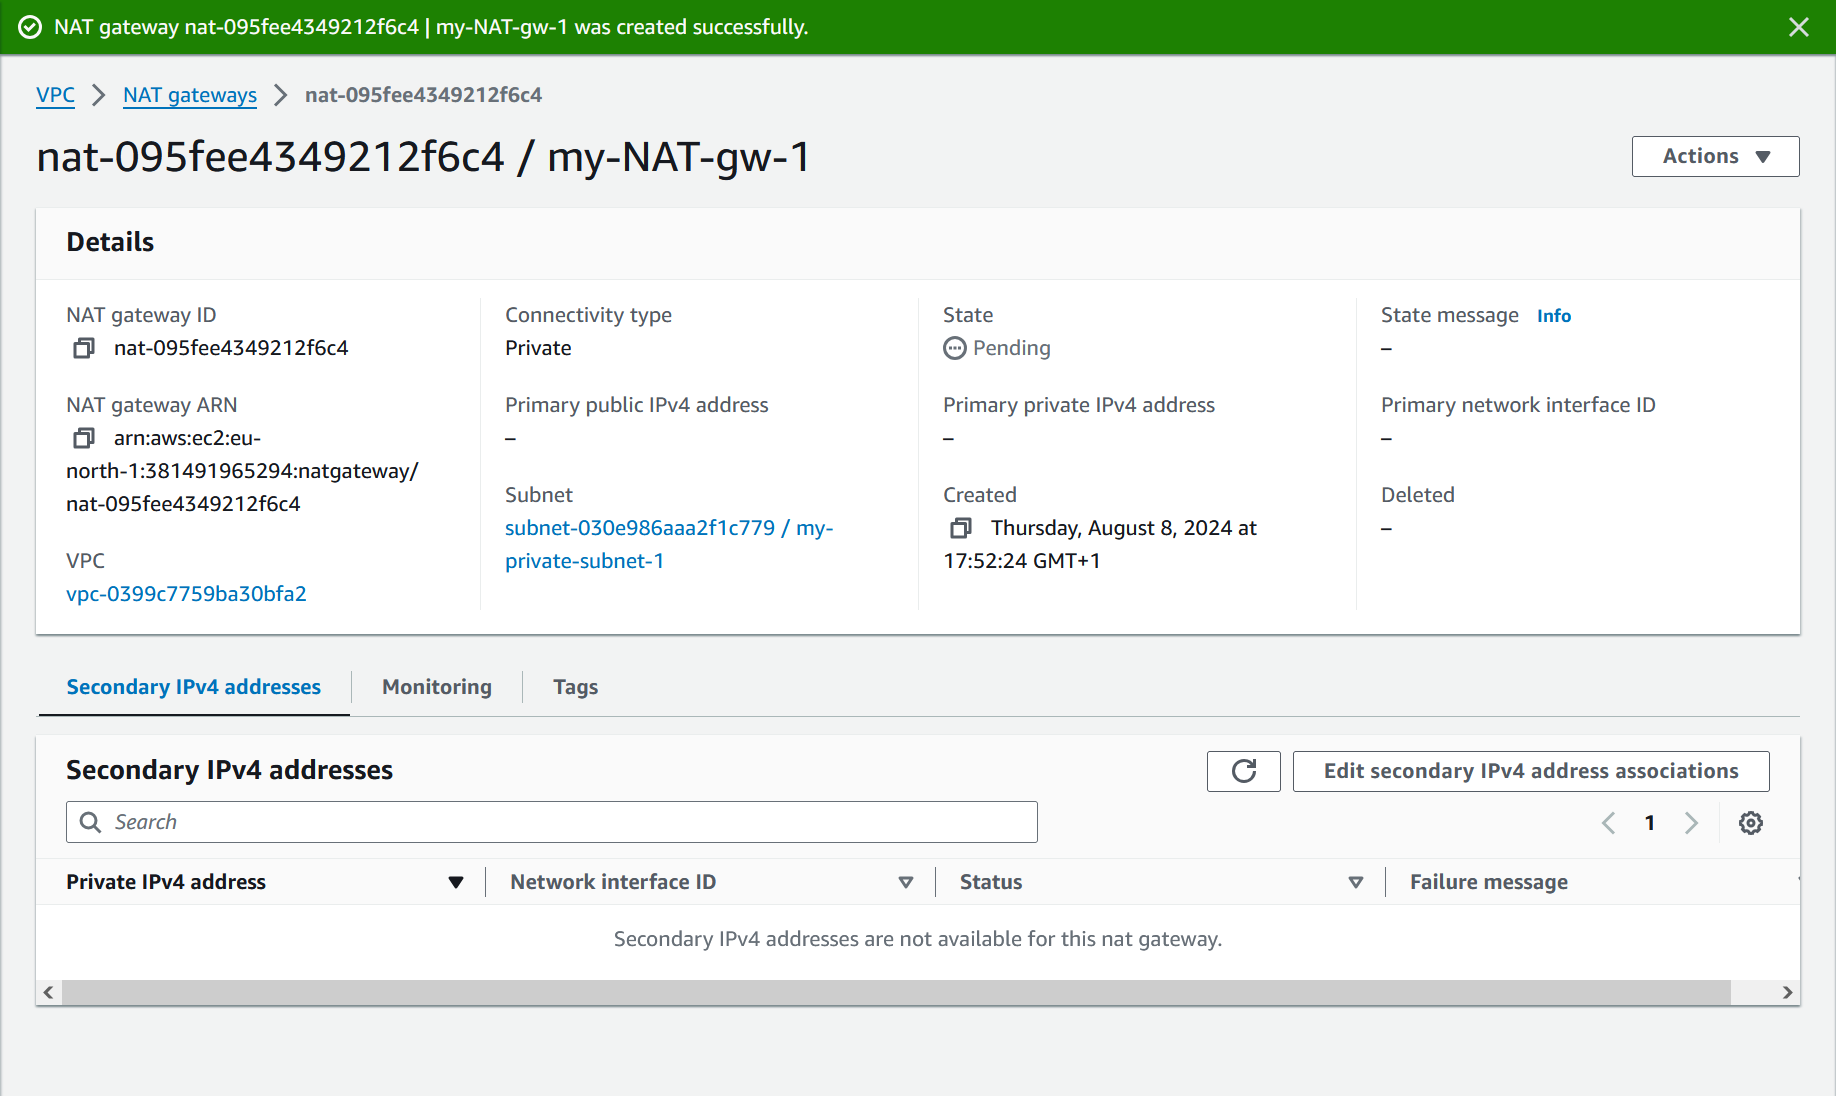 NAT gateway nat-095fee4349212f6c4 | my-NAT-gw-1 was created successfully.
VPC > NAT gateways > nat-095fee4349212f6c4
nat-095fee4349212f6c4 / my-NAT-gw-1
Actions
Details
NAT gateway ID
nat-095fee4349212f6c4
NAT gateway ARN
arn:aws:ec2:eu-
north-1:381491965294:natgateway/
nat-095fee4349212f6c4
VPC
vpc-0399c7759ba30bfa2
Connectivity type
Private
Primary public IPv4 address
–
Subnet
subnet-030e986aaa2f1c779 / my-
private-subnet-1
State
Pending
Primary private IPv4 address
–
Created
Thursday, August 8, 2024 at
17:52:24 GMT+1
State message Info
–
Primary network interface ID
–
Deleted
–
Secondary IPv4 addresses Monitoring Tags
Secondary IPv4 addresses
Edit secondary IPv4 address associations
Search
1
Private IPv4 address Network interface ID Status Failure message
Secondary IPv4 addresses are not available for this nat gateway.